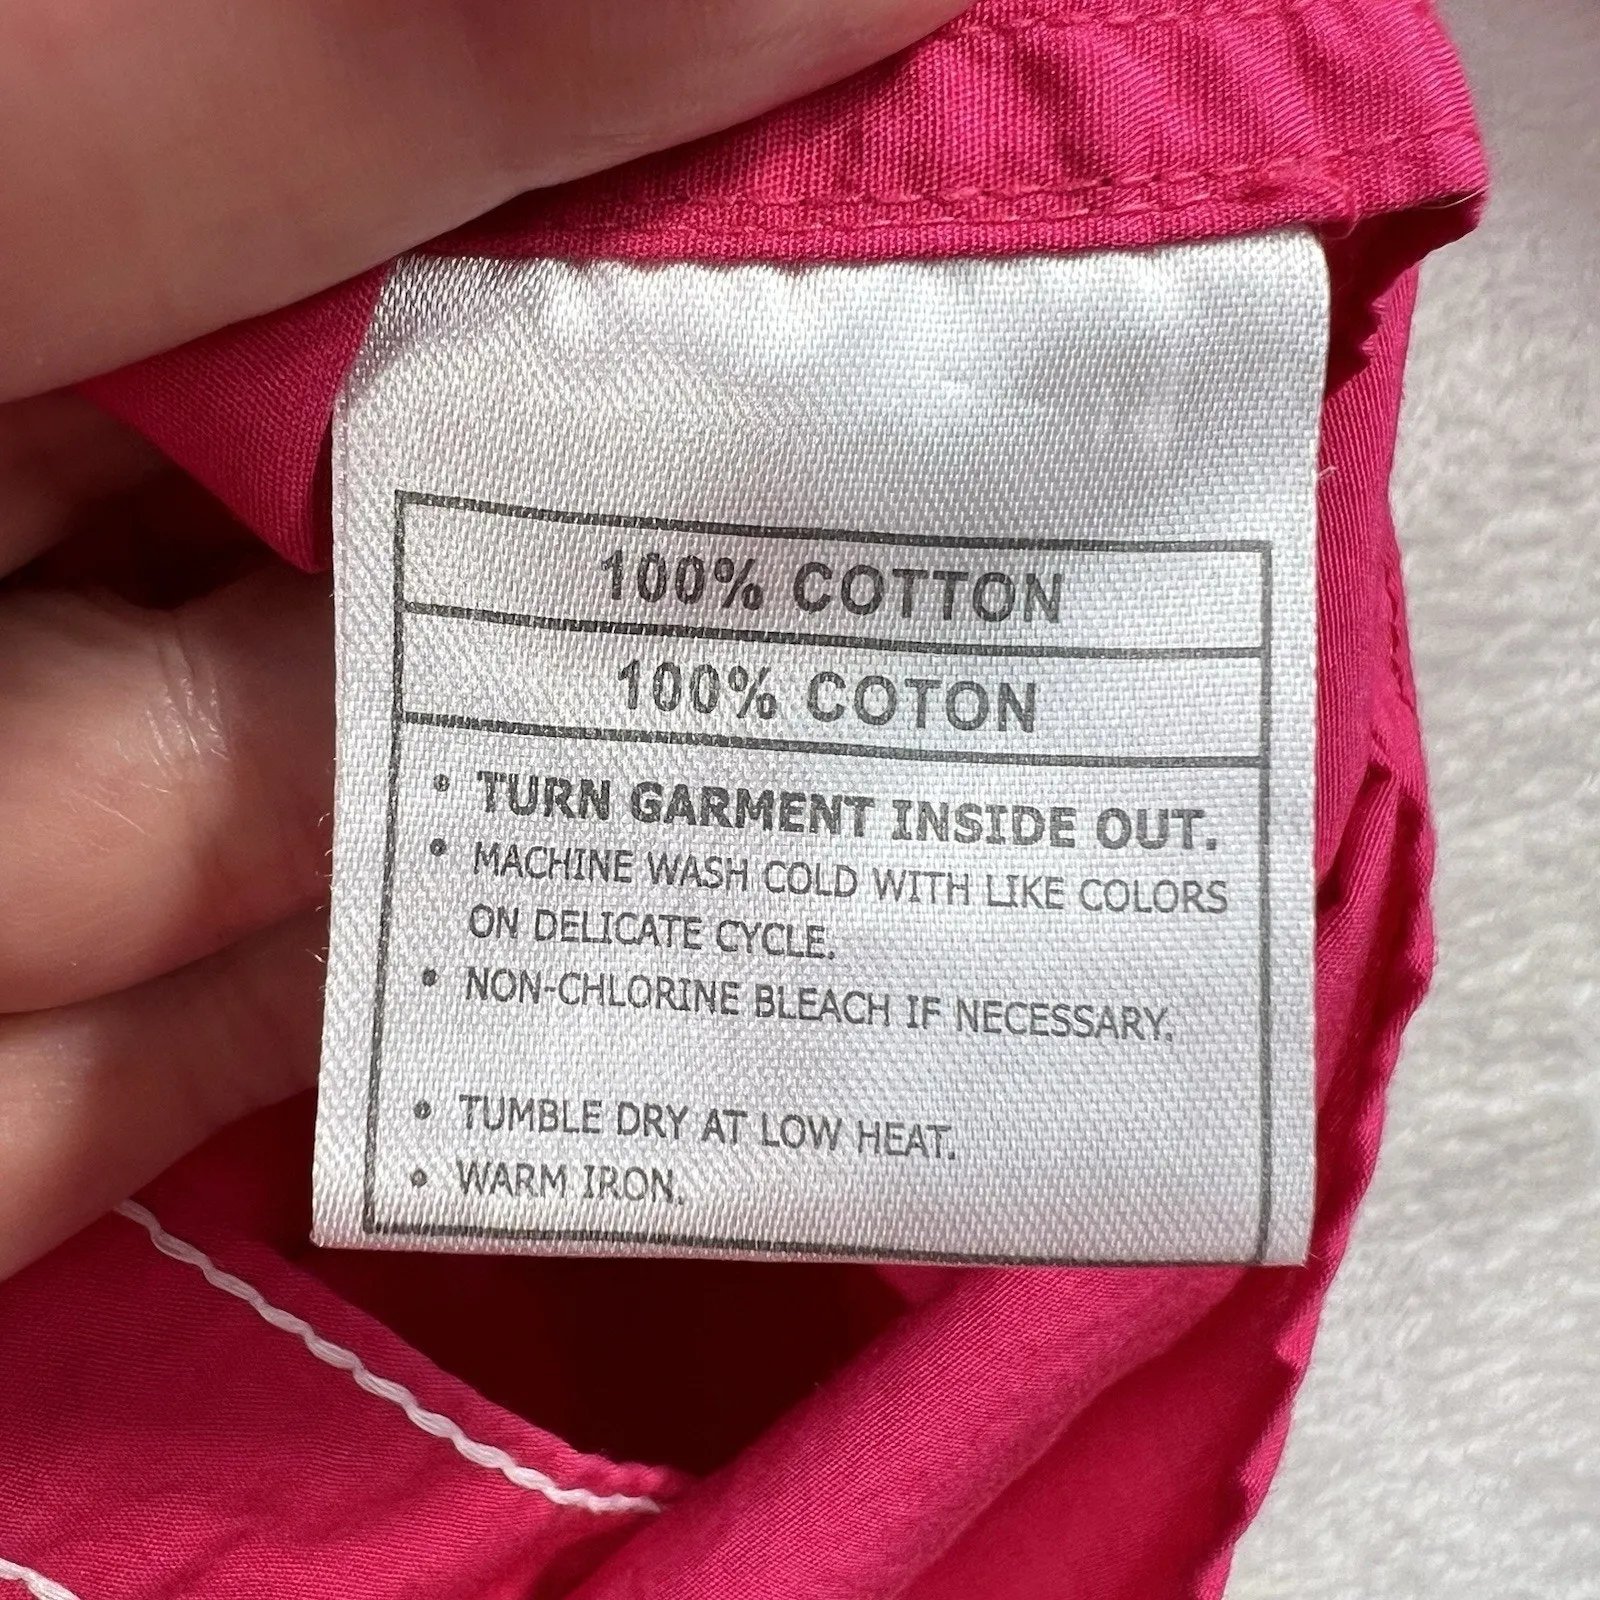 100% COTTON
100% COTON
• TURN GARMENT INSIDE OUT.
• MACHINE WASH COLD WITH LIKE COLORS
ON DELICATE CYCLE.
• NON-CHLORINE BLEACH IF NECESSARY.
• TUMBLE DRY AT LOW HEAT.
• WARM IRON.